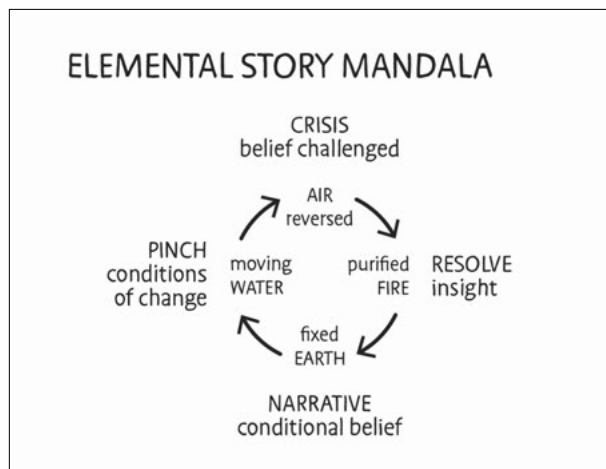 ELEMENTAL STORY MANDALA
CRISIS
belief challenged
AIR
reversed
PINCH
conditions
of change
moving
WATER
purified
FIRE
RESOLVE
insight
fixed
EARTH
NARRATIVE
conditional belief